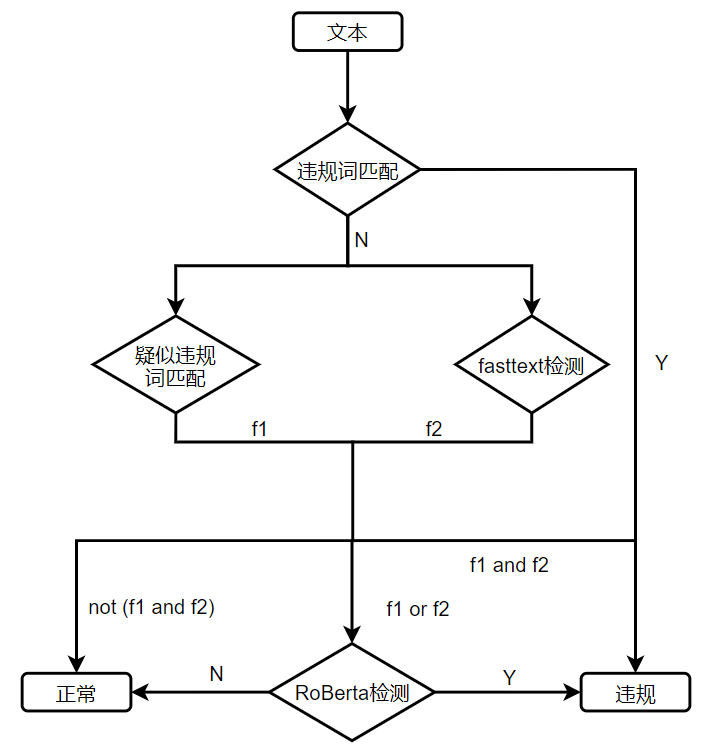 文本
违规词匹配
N
疑似违规
词匹配
fasttext检测
Y
f1
f2
f1 and f2
not (f1 and f2)
f1 or f2
正常
N
RoBerta检测
Y
违规